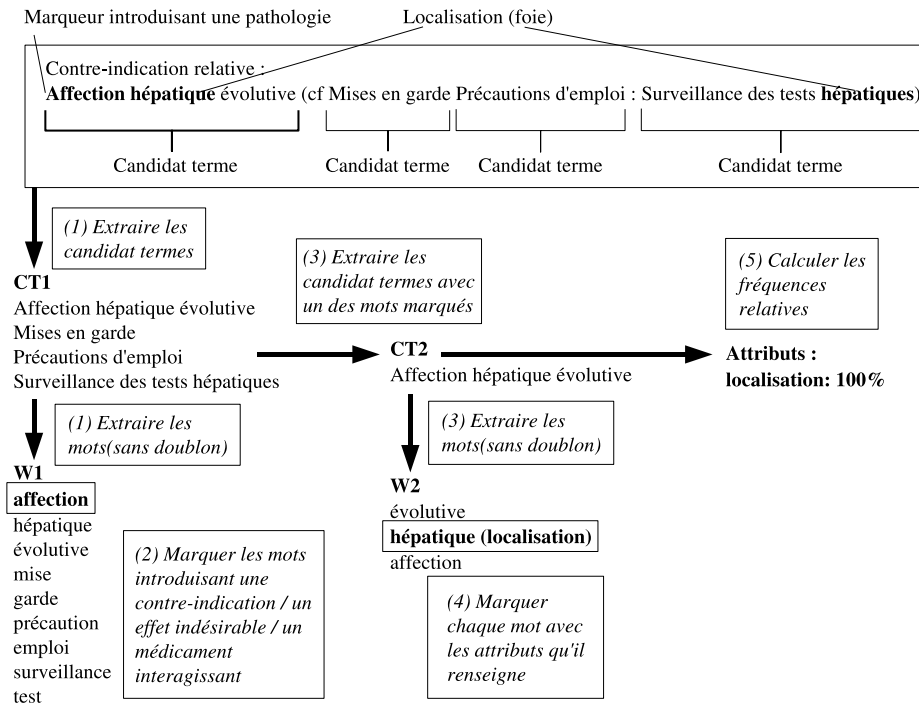 Marqueur introduisant une pathologie
Localisation (foie)
Contre-indication relative :
Affection hépatique évolutive (cf Mises en garde Précautions d'emploi : Surveillance des tests hépatiques)
Candidat terme
Candidat terme
Candidat terme
Candidat terme
(1) Extraire les
candidat termes
CT1
Affection hépatique évolutive
Mises en garde
Précautions d'emploi
Surveillance des tests hépatiques
(3) Extraire les
candidat termes avec
un des mots marqués
CT2
Affection hépatique évolutive
(5) Calculer les
fréquences
relatives
Attributs :
localisation: 100%
(1) Extraire les
mots(sans doublon)
W1
affection
hépatique
évolutive
mise
garde
précaution
emploi
surveillance
test
(2) Marquer les mots
introduisant une
contre-indication / un
effet indésirable / un
médicament
interagissant
(3) Extraire les
mots(sans doublon)
W2
évolutive
hépatique (localisation)
affection
(4) Marquer
chaque mot avec
les attributs qu'il
renseigne